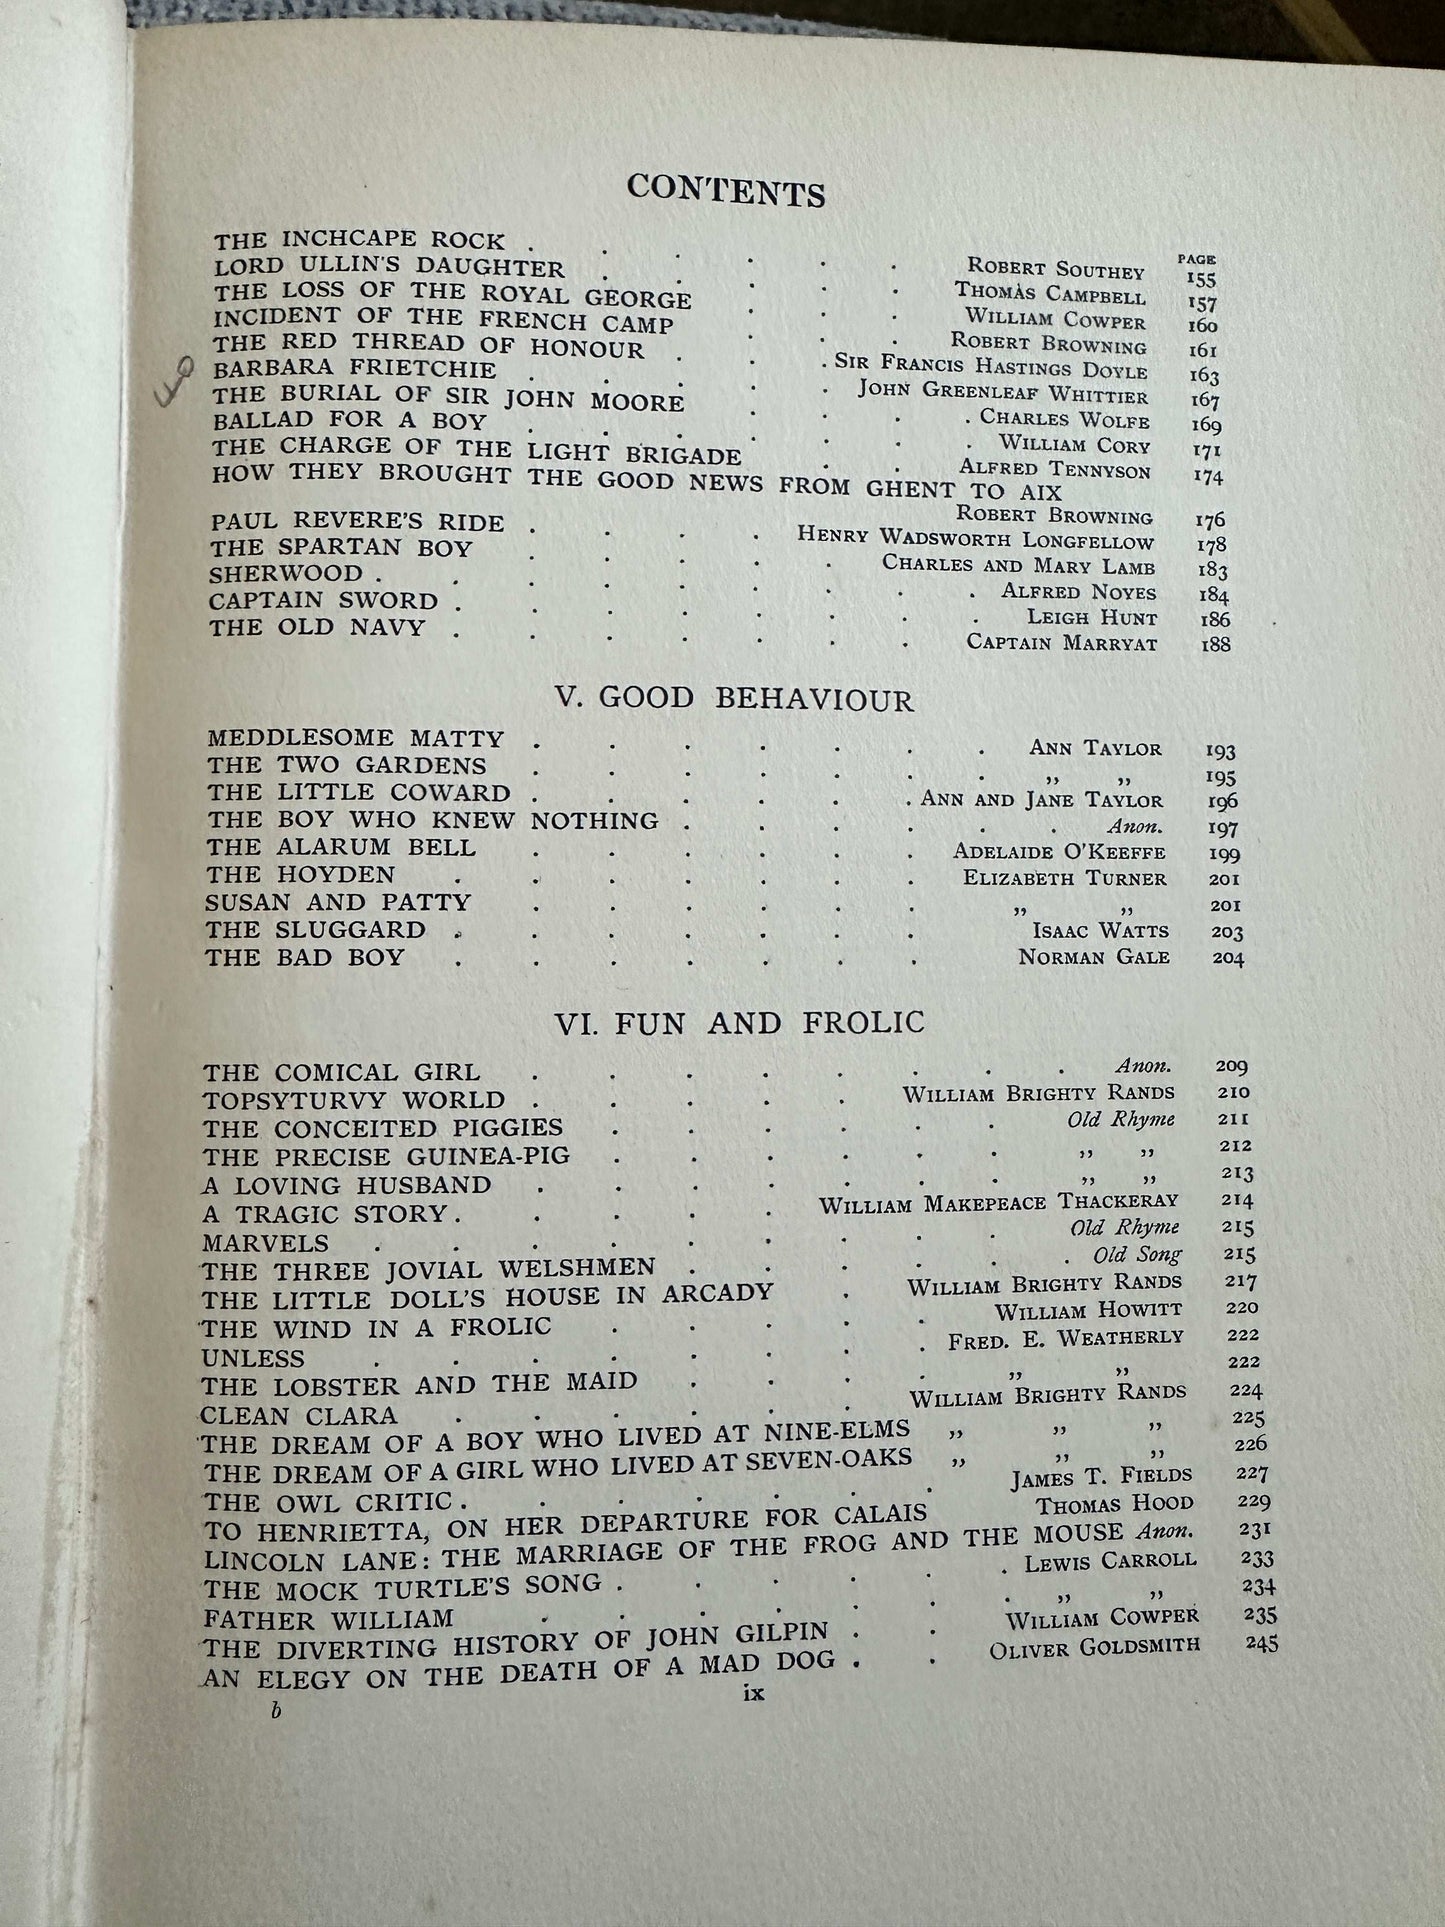 CONTENTS
PAGE
THE INCHCAPE ROCK . . . . . ROBERT SOUTHEY 155
LORD ULLIN'S DAUGHTER . . . . . THOMAS CAMPBELL 157
THE LOSS OF THE ROYAL GEORGE . . . WILLIAM COWPER 160
INCIDENT OF THE FRENCH CAMP . . . ROBERT BROWNING 161
THE RED THREAD OF HONOUR . . . SIR FRANCIS HASTINGS DOYLE 163
BARBARA FRIETCHIE . . . . . JOHN GREENLEAF WHITTIER 167
THE BURIAL OF SIR JOHN MOORE . . . . CHARLES WOLFE 169
BALLAD FOR A BOY . . . . . . . WILLIAM CORY 171
THE CHARGE OF THE LIGHT BRIGADE . . . ALFRED TENNYSON 174
HOW THEY BROUGHT THE GOOD NEWS FROM GHENT TO AIX
ROBERT BROWNING 176
PAUL REVERE'S RIDE . . . . HENRY WADSWORTH LONGFELLOW 178
THE SPARTAN BOY . . . . . CHARLES AND MARY LAMB 183
SHERWOOD . . . . . . . . . ALFRED NOYES 184
CAPTAIN SWORD . . . . . . . . LEIGH HUNT 186
THE OLD NAVY . . . . . . . CAPTAIN MARRYAT 188
V. GOOD BEHAVIOUR
MEDDLESOME MATTY . . . . . . . ANN TAYLOR 193
THE TWO GARDENS . . . . . . . ,, ,, 195
THE LITTLE COWARD . . . . . . ANN AND JANE TAYLOR 196
THE BOY WHO KNEW NOTHING . . . . . . Anon. 197
THE ALARUM BELL . . . . . . ADELAIDE O'KEEFFE 199
THE HOYDEN . . . . . . . ELIZABETH TURNER 201
SUSAN AND PATTY . . . . . . ,, ,, 201
THE SLUGGARD . . . . . . . ISAAC WATTS 203
THE BAD BOY . . . . . . . NORMAN GALE 204
VI. FUN AND FROLIC
THE COMICAL GIRL . . . . . . . . Anon. 209
TOPSYTURVY WORLD . . . . . WILLIAM BRIGHTY RANDS 210
THE CONCEITED PIGGIES . . . . . . Old Rhyme 211
THE PRECISE GUINEA-PIG . . . . . . ,, ,, 212
A LOVING HUSBAND . . . . . . . ,, ,, 213
A TRAGIC STORY . . . . . WILLIAM MAKEPEACE THACKERAY 214
MARVELS . . . . . . . . . Old Rhyme 215
THE THREE JOVIAL WELSHMEN . . . . . . Old Song 215
THE LITTLE DOLL'S HOUSE IN ARCADY . WILLIAM BRIGHTY RANDS 217
THE WIND IN A FROLIC . . . . . WILLIAM HOWITT 220
UNLESS . . . . . . . . FRED. E. WEATHERLY 222
THE LOBSTER AND THE MAID . . . . ,, ,, 222
CLEAN CLARA . . . . . . WILLIAM BRIGHTY RANDS 224
THE DREAM OF A BOY WHO LIVED AT NINE-ELMS ,, ,, ,, 225
THE DREAM OF A GIRL WHO LIVED AT SEVEN-OAKS ,, ,, ,, 226
THE OWL CRITIC . . . . . . . JAMES T. FIELDS 227
TO HENRIETTA, ON HER DEPARTURE FOR CALAIS THOMAS HOOD 229
LINCOLN LANE: THE MARRIAGE OF THE FROG AND THE MOUSE Anon. 231
THE MOCK TURTLE'S SONG . . . . . . LEWIS CARROLL 233
FATHER WILLIAM . . . . . . . ,, ,, 234
THE DIVERTING HISTORY OF JOHN GILPIN . . WILLIAM COWPER 235
AN ELEGY ON THE DEATH OF A MAD DOG . . OLIVER GOLDSMITH 245
b ix